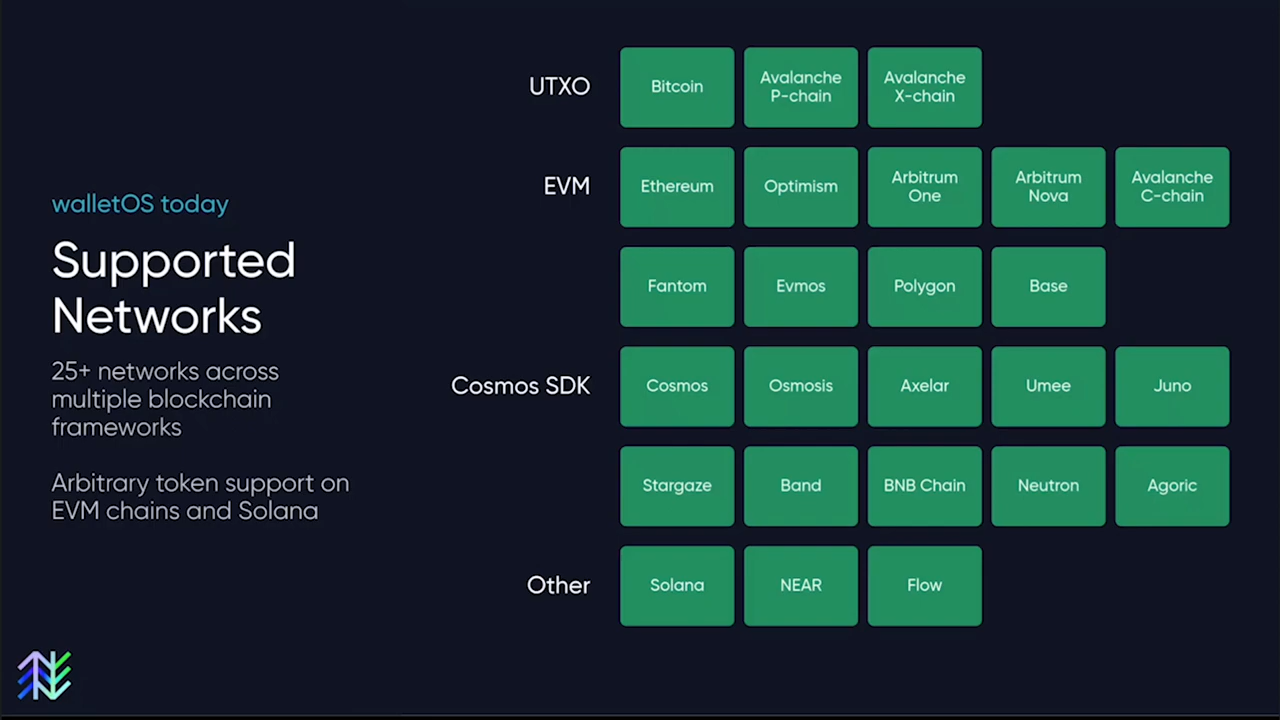 walletOS today
Supported
Networks
25+ networks across
multiple blockchain
frameworks
Arbitrary token support on
EVM chains and Solana
UTXO
Bitcoin
Avalanche
P-chain
Avalanche
X-chain
EVM
Ethereum
Optimism
Arbitrum
One
Arbitrum
Nova
Avalanche
C-chain
Fantom
Evmos
Polygon
Base
Cosmos SDK
Cosmos
Osmosis
Axelar
Umee
Juno
Stargaze
Band
BNB Chain
Neutron
Agoric
Other
Solana
NEAR
Flow